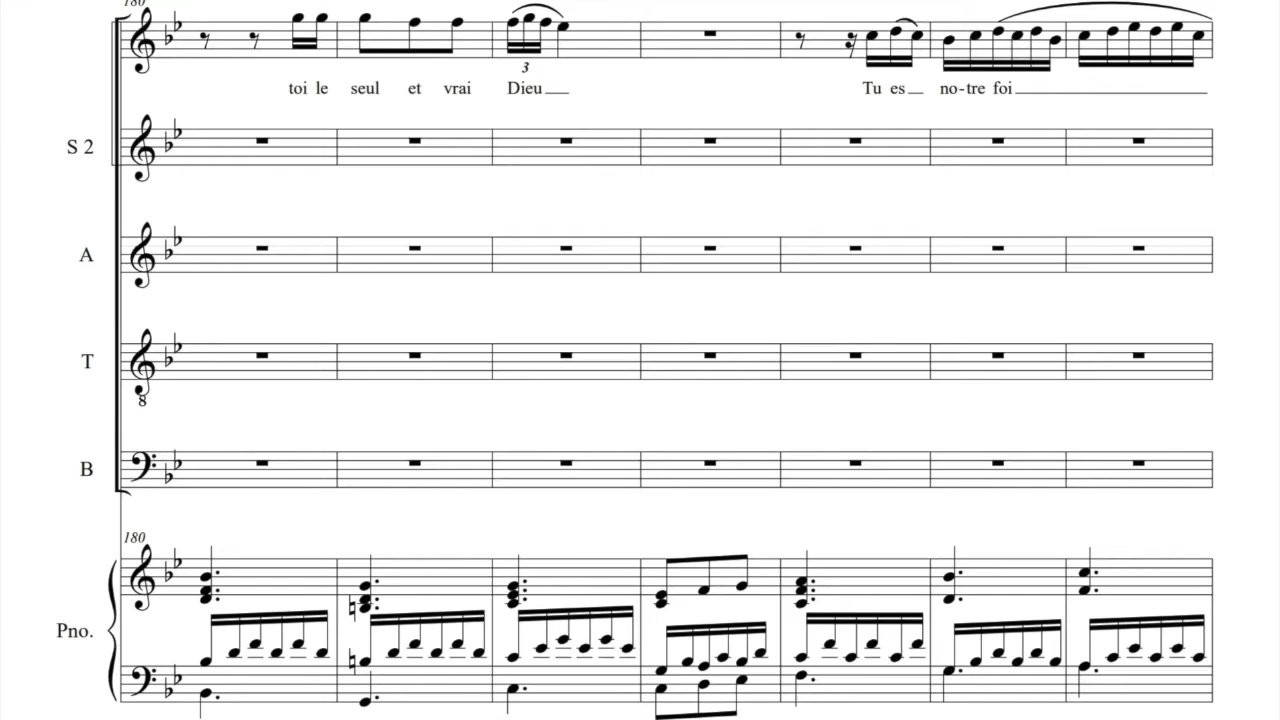 180
3
toi le seul et vrai Dieu Tu es no-tre foi
S 2
A
T
8
B
180
Pno.